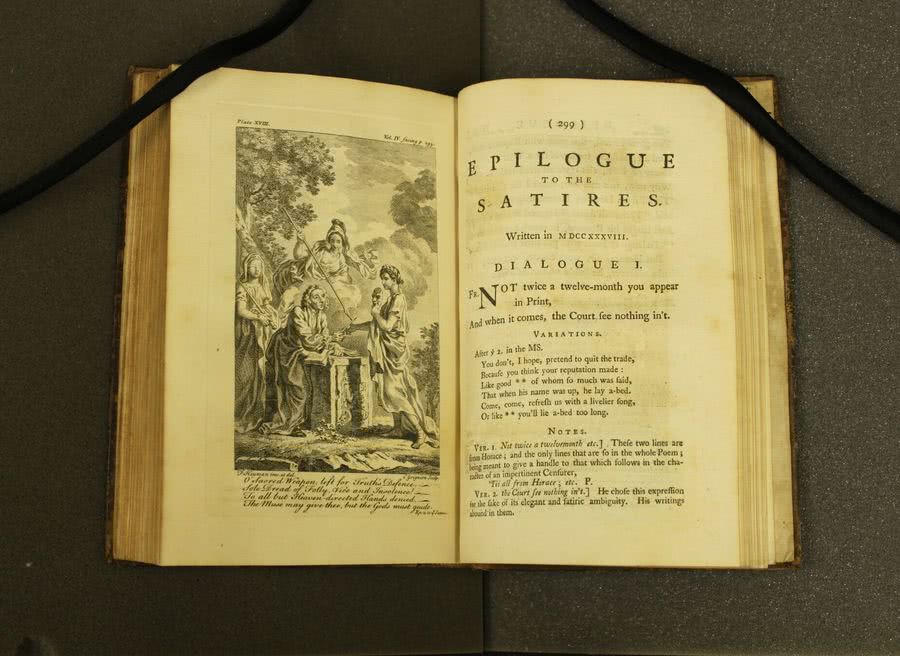 Plate XVIII.
Vol. IV. facing p. 299.
F. Hayman inv. et del.
C. Grignion sculp.
O Sacred Weapon, left for Truth's Defence,
Sole Dread of Folly, Vice and Insolence!
To all but Heaven-directed Hands denied,
The Muse may give thee, but the Gods must guide.
( 299 )
EPILOGUE
TO THE
SATIRES.
Written in MDCCXXXVIII.
DIALOGUE I.
Fr. NOT twice a twelve-month you appear
in Print,
And when it comes, the Court see nothing in't.
VARIATIONS.
After ỳ 2. in the MS.
You don't, I hope, pretend to quit the trade,
Because you think your reputation made :
Like good ** of whom so much was said,
That when his name was up, he lay a-bed.
Come, come, refresh us with a livelier song,
Or like ** you'll lie a-bed too long.
NOTES.
VER. 1. Not twice a twelvemonth etc.] These two lines are
from Horace ; and the only lines that are so in the whole Poem ;
being meant to give a handle to that which follows in the cha-
racter of an impertinent Censurer,
'Tis all from Horace ; etc. P.
VER. 2. the Court see nothing in't.] He chose this expression
for the sake of its elegant and satiric ambiguity. His writings
abound in them.